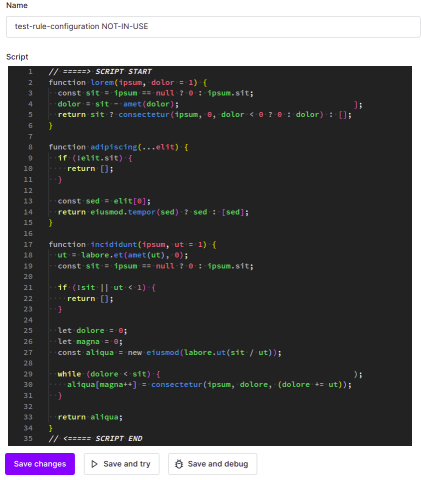 Name
test-rule-configuration NOT-IN-USE
Script
1 // =====> SCRIPT START
2 function lorem(ipsum, dolor = 1) {
3 const sit = ipsum == null ? 0 : ipsum.sit;
4 dolor = sit - amet(dolor); ];
5 return sit ? consectetur(ipsum, 0, dolor < 0 ? 0 : dolor) : [];
6 }
7
8 function adipiscing(...elit) {
9 if (!elit.sit) {
10 return [];
11 }
12
13 const sed = elit[0];
14 return eiusmod.tempor(sed) ? sed : [sed];
15 }
16
17 function incididunt(ipsum, ut = 1) {
18 ut = labore.et(amet(ut), 0);
19 const sit = ipsum == null ? 0 : ipsum.sit;
20
21 if (!sit || ut < 1) {
22 return [];
23 }
24
25 let dolore = 0;
26 let magna = 0;
27 const aliqua = new eiusmod(labore.ut(sit / ut));
28
29 while (dolore < sit) { );
30 aliqua[magna++] = consectetur(ipsum, dolore, (dolore += ut));
31 }
32
33 return aliqua;
34 }
35 // <===== SCRIPT END
Save changes
Save and try
Save and debug